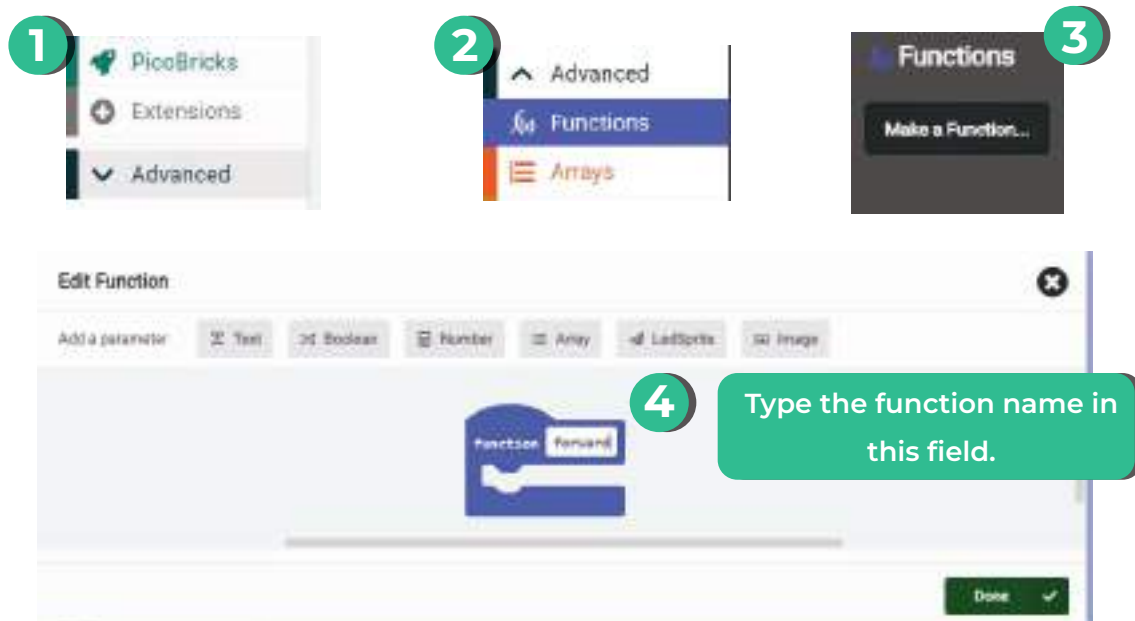 1
PicoBricks
Extensions
Advanced
2
Advanced
Functions
Arrays
3
Functions
Make a Function...
Edit Function
Add a parameter
Text
Boolean
Number
Array
LedSprite
Image
function forward
4
Type the function name in
this field.
Done